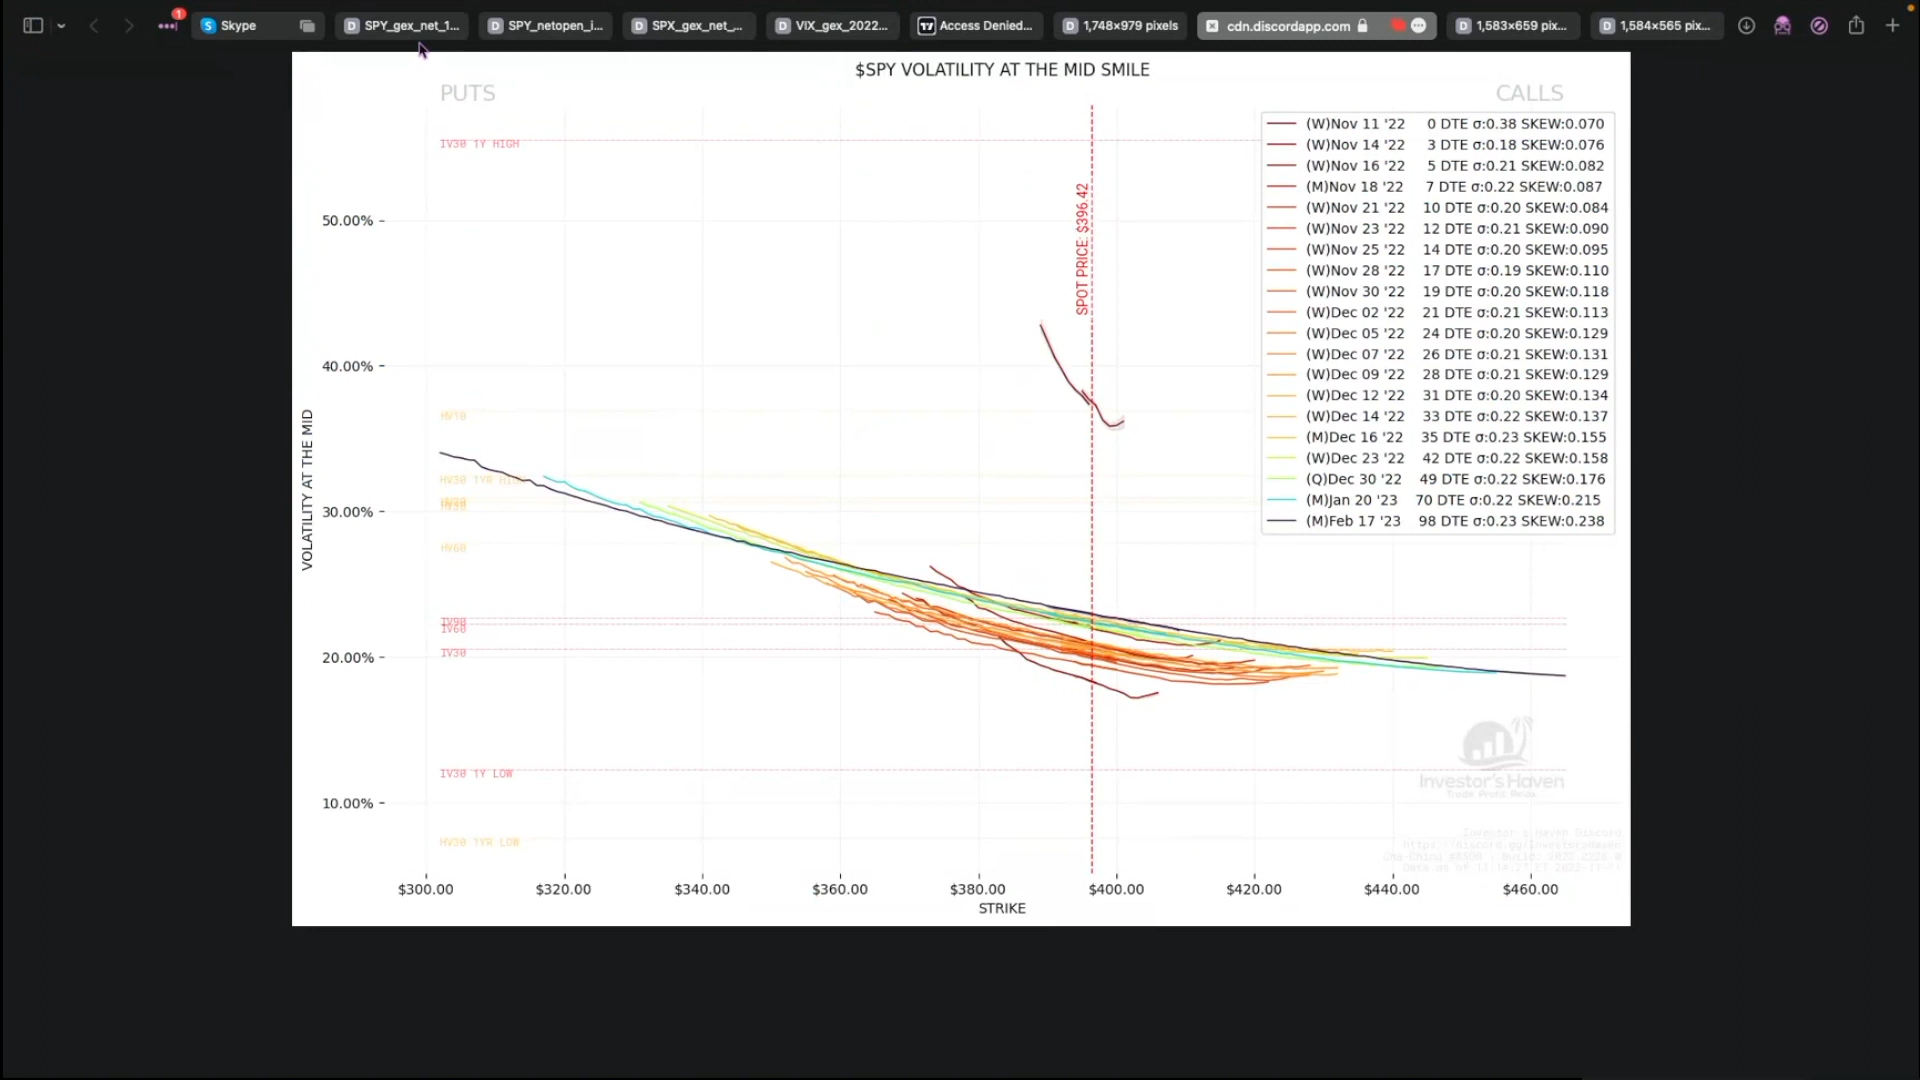 1
Skype
SPY_gex_net_1...
SPY_netopen_i...
SPX_gex_net_...
VIX_gex_2022...
Access Denied...
1,748×979 pixels
cdn.discordapp.com
1,583×659 pix...
1,584×565 pix...
$SPY VOLATILITY AT THE MID SMILE
PUTS
CALLS
(W)Nov 11 '22 0 DTE σ:0.38 SKEW:0.070
(W)Nov 14 '22 3 DTE σ:0.18 SKEW:0.076
(W)Nov 16 '22 5 DTE σ:0.21 SKEW:0.082
(M)Nov 18 '22 7 DTE σ:0.22 SKEW:0.087
(W)Nov 21 '22 10 DTE σ:0.20 SKEW:0.084
(W)Nov 23 '22 12 DTE σ:0.21 SKEW:0.090
(W)Nov 25 '22 14 DTE σ:0.20 SKEW:0.095
(W)Nov 28 '22 17 DTE σ:0.19 SKEW:0.110
(W)Nov 30 '22 19 DTE σ:0.20 SKEW:0.118
(W)Dec 02 '22 21 DTE σ:0.21 SKEW:0.113
(W)Dec 05 '22 24 DTE σ:0.20 SKEW:0.129
(W)Dec 07 '22 26 DTE σ:0.21 SKEW:0.131
(W)Dec 09 '22 28 DTE σ:0.21 SKEW:0.129
(W)Dec 12 '22 31 DTE σ:0.20 SKEW:0.134
(W)Dec 14 '22 33 DTE σ:0.22 SKEW:0.137
(M)Dec 16 '22 35 DTE σ:0.23 SKEW:0.155
(W)Dec 23 '22 42 DTE σ:0.22 SKEW:0.158
(Q)Dec 30 '22 49 DTE σ:0.22 SKEW:0.176
(M)Jan 20 '23 70 DTE σ:0.22 SKEW:0.215
(M)Feb 17 '23 98 DTE σ:0.23 SKEW:0.238
IV30 1Y HIGH
SPOT PRICE: $396.42
50.00%
40.00%
30.00%
20.00%
10.00%
VOLATILITY AT THE MID
HV10
HV30 1YR HIGH
HV30
HV60
IV90
IV60
IV30
IV30 1Y LOW
HV30 1YR LOW
Investor's Haven
Trade Profit Relax
Investor's Haven Discord
$300.00
$320.00
$340.00
$360.00
$380.00
$400.00
$420.00
$440.00
$460.00
STRIKE